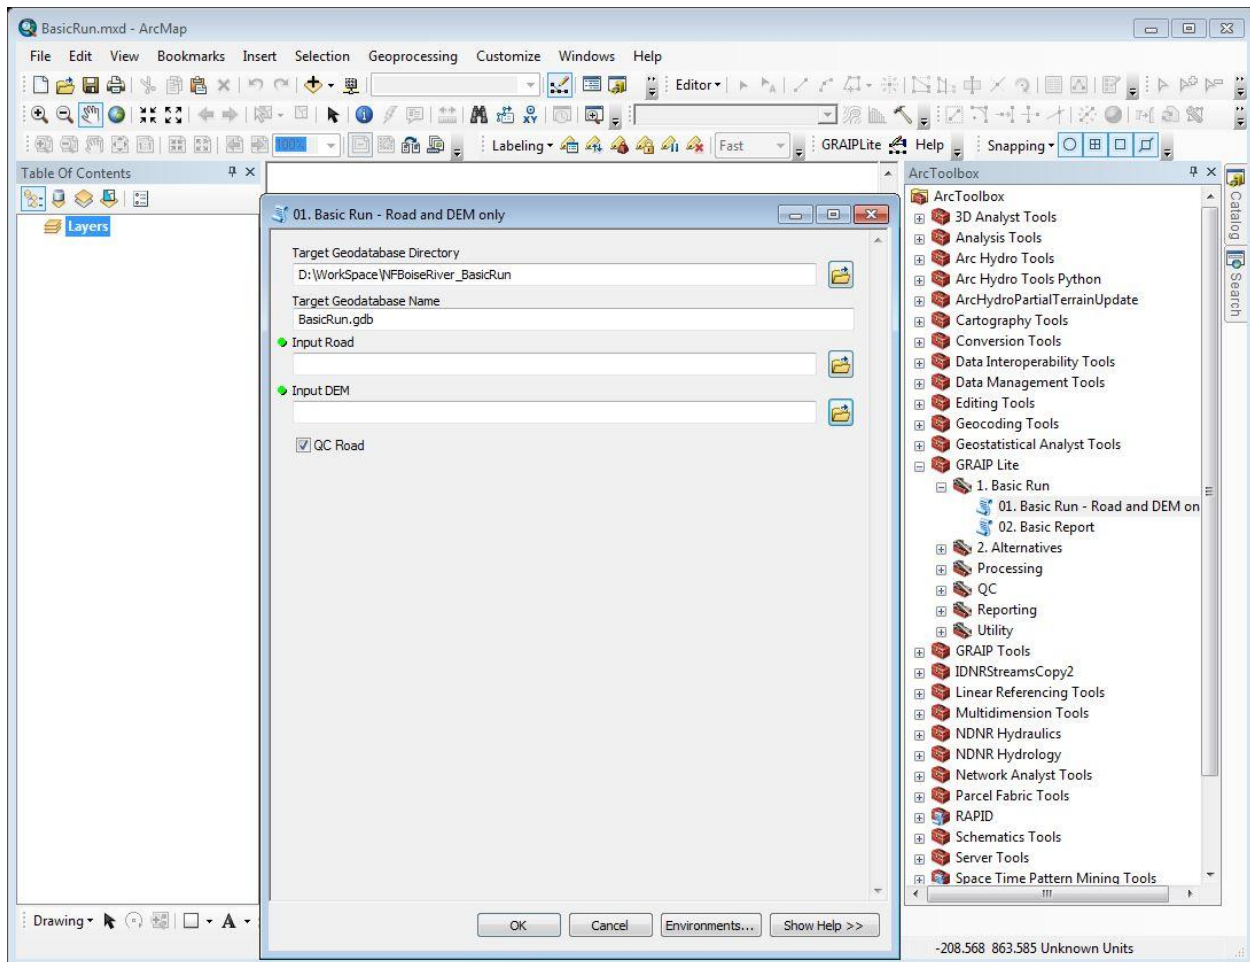 BasicRun.mxd - ArcMap
File Edit View Bookmarks Insert Selection Geoprocessing Customize Windows Help
Editor
100% Labeling Fast GRAIPLite Help Snapping
Table Of Contents
Layers
01. Basic Run - Road and DEM only
Target Geodatabase Directory
D:\WorkSpace\NFBoiseRiver_BasicRun
Target Geodatabase Name
BasicRun.gdb
Input Road
Input DEM
QC Road
OK Cancel Environments... Show Help >>
ArcToolbox
ArcToolbox
3D Analyst Tools
Analysis Tools
Arc Hydro Tools
Arc Hydro Tools Python
ArcHydroPartialTerrainUpdate
Cartography Tools
Conversion Tools
Data Interoperability Tools
Data Management Tools
Editing Tools
Geocoding Tools
Geostatistical Analyst Tools
GRAIP Lite
1. Basic Run
01. Basic Run - Road and DEM on
02. Basic Report
2. Alternatives
Processing
QC
Reporting
Utility
GRAIP Tools
IDNRStreamsCopy2
Linear Referencing Tools
Multidimension Tools
NDNR Hydraulics
NDNR Hydrology
Network Analyst Tools
Parcel Fabric Tools
RAPID
Schematics Tools
Server Tools
Space Time Pattern Mining Tools
Catalog
Search
Drawing A
-208.568 863.585 Unknown Units